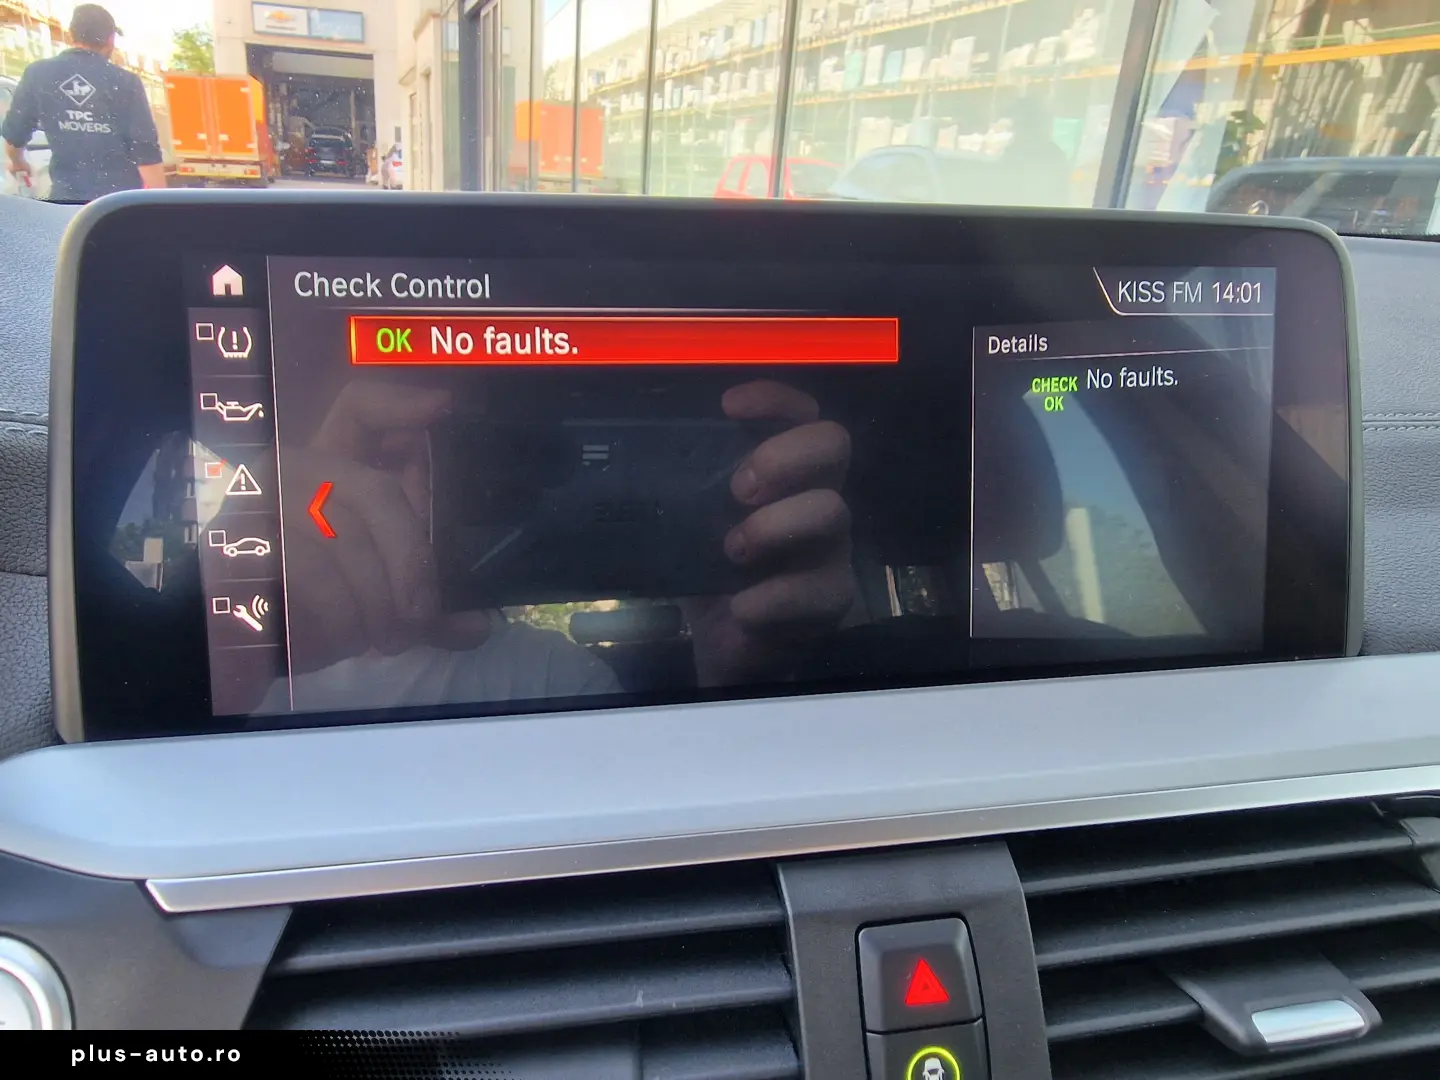 TPC
MOVERS
Check Control
KISS FM 14:01
OK No faults.
Details
CHECK OK No faults.
plus-auto.ro